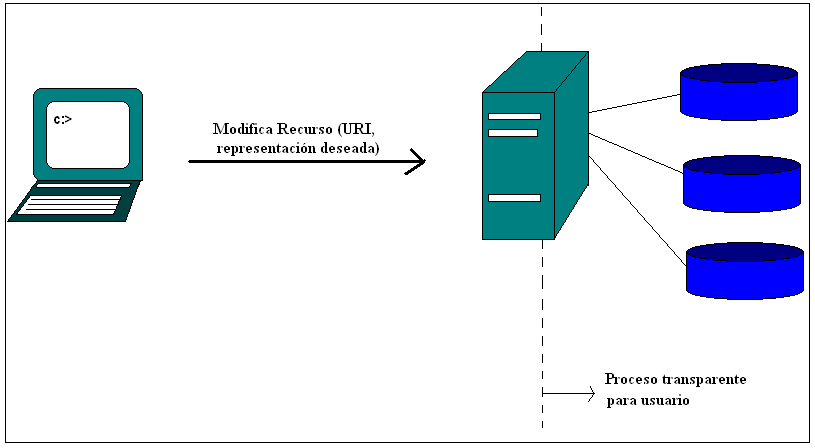 c:>
Modifica Recurso (URI,
representación deseada)
Proceso transparente
para usuario